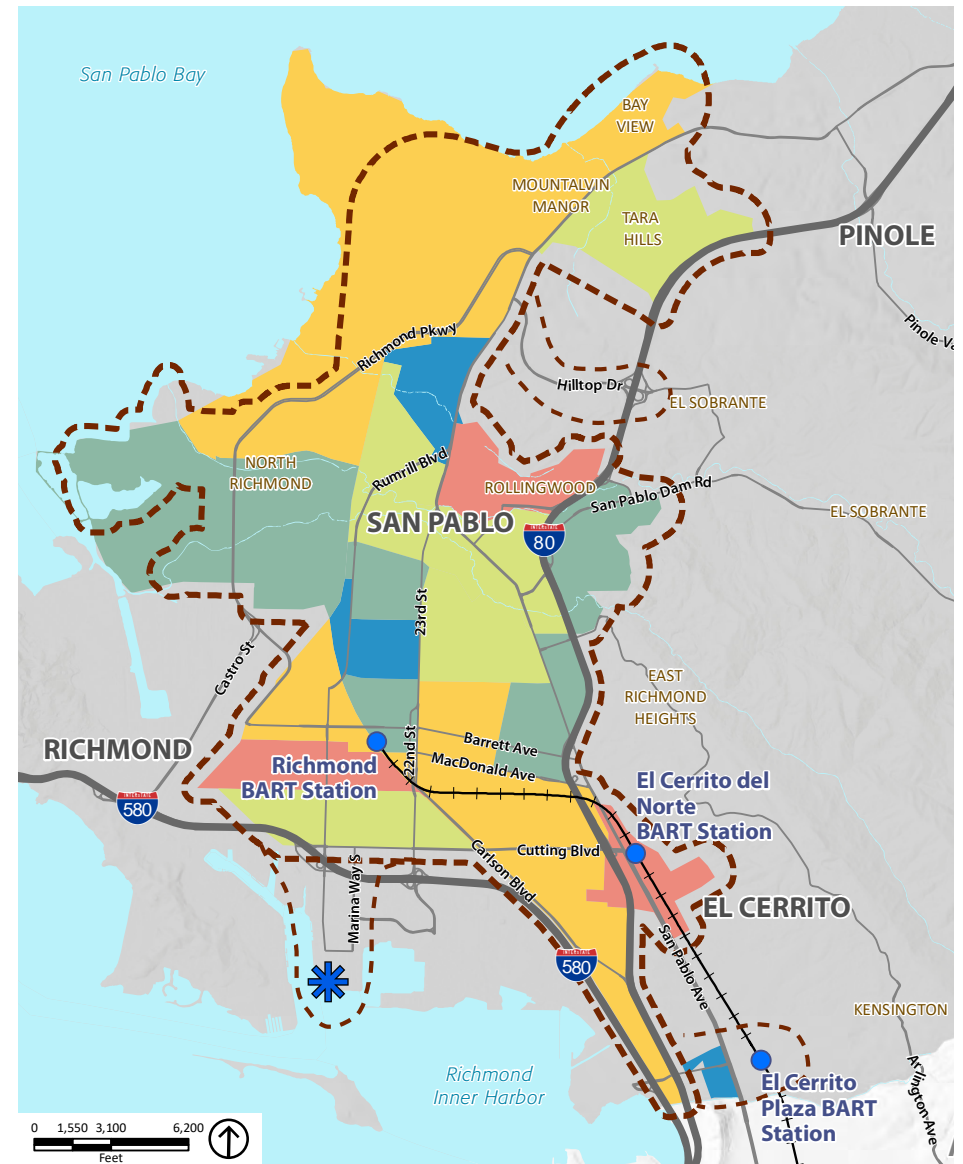 San Pablo Bay
BAY
VIEW
MOUNTALVIN
MANOR
TARA
HILLS
PINOLE
Pinole Va
Richmond Pkwy
Hilltop Dr
EL SOBRANTE
NORTH
RICHMOND
Rumrill Blvd
ROLLINGWOOD
San Pablo Dam Rd
SAN PABLO
INTERSTATE
80
EL SOBRANTE
23rd St
Castro St
EAST
RICHMOND
HEIGHTS
RICHMOND
22nd St
Barrett Ave
MacDonald Ave
Richmond
BART Station
El Cerrito del
Norte
BART Station
INTERSTATE
580
Cutting Blvd
Carlson Blvd
Marina Way S
EL CERRITO
INTERSTATE
580
San Pablo Ave
KENSINGTON
Richmond
Inner Harbor
El Cerrito
Plaza BART
Station
0 1,550 3,100 6,200
Feet